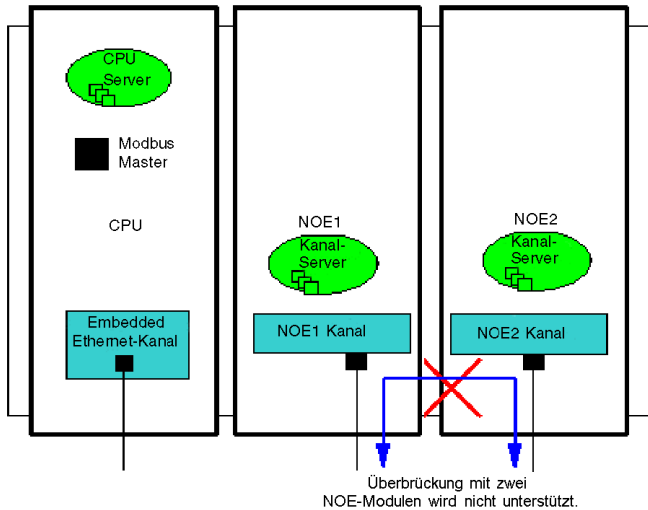 CPU
Server
Modbus
Master
CPU
Embedded
Ethernet-Kanal
NOE1
Kanal-
Server
NOE1 Kanal
NOE2
Kanal-
Server
NOE2 Kanal
Überbrückung mit zwei
NOE-Modulen wird nicht unterstützt.